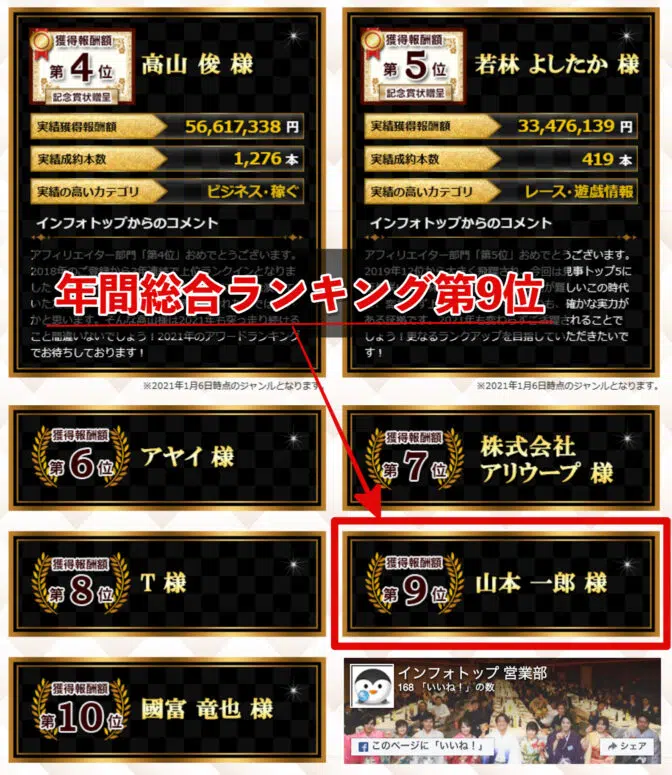 獲得報酬額
第4位
記念賞状贈呈
高山 俊 様
実績獲得報酬額
56,617,338 円
実績成約本数
1,276 本
実績の高いカテゴリ
ビジネス・稼ぐ
インフォトップからのコメント
アフィリエイター部門「第4位」おめでとうございます。
2018年 上位ランクインとなりま
かと思います。そんな高山様は2021年も突っ走り続ける
こと間違いないでしょう！2021年のアワードランキング
でお待ちしております！
※2021年1月6日時点のジャンルとなります。
獲得報酬額
第5位
記念賞状贈呈
若林 よしたか 様
実績獲得報酬額
33,476,139 円
実績成約本数
419 本
実績の高いカテゴリ
レース・遊戯情報
インフォトップからのコメント
アフィリエイター部門「第5位」おめでとうございます。
2019年12 今回は見事トップ5に
しいこの時代
も、確かな実力が
ある証拠です。2021年も変わらずご活躍されることで
しょう！更なるランクアップを目指していただきたいで
す！
※2021年1月6日時点のジャンルとなります。
年間総合ランキング第9位
獲得報酬額
第6位
アヤイ 様
獲得報酬額
第7位
株式会社
アリウープ 様
獲得報酬額
第8位
T 様
獲得報酬額
第9位
山本 一郎 様
獲得報酬額
第10位
國富 竜也 様
インフォトップ 営業部
168 「いいね！」の数
このページに「いいね！」
シェア